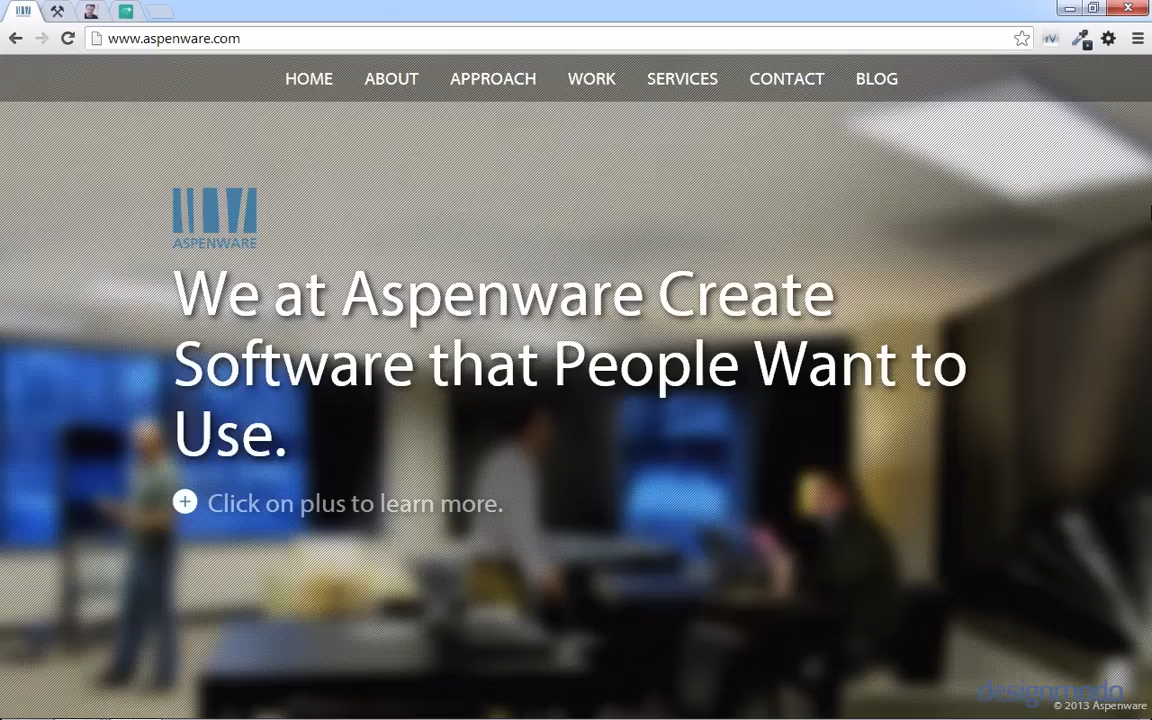 www.aspenware.com
HOME ABOUT APPROACH WORK SERVICES CONTACT BLOG
ASPENWARE
We at Aspenware Create
Software that People Want to
Use.
Click on plus to learn more.
designmodo
© 2013 Aspenware